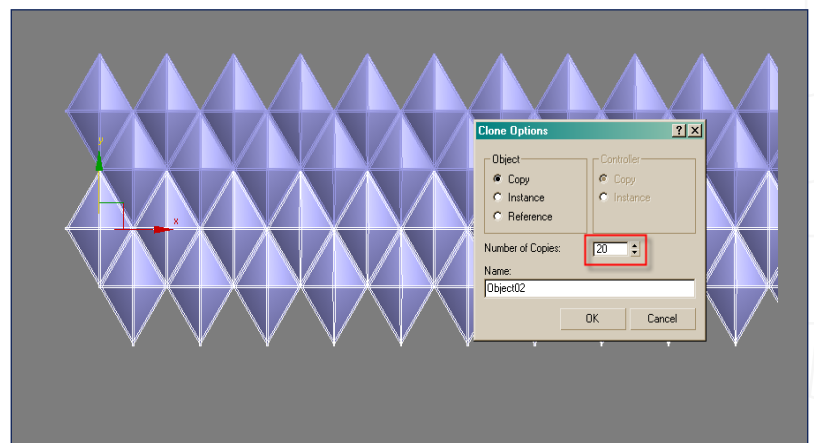 Clone Options
Object
Copy
Instance
Reference
Controller
Copy
Instance
Number of Copies:
20
Name:
Object02
OK
Cancel
y
x